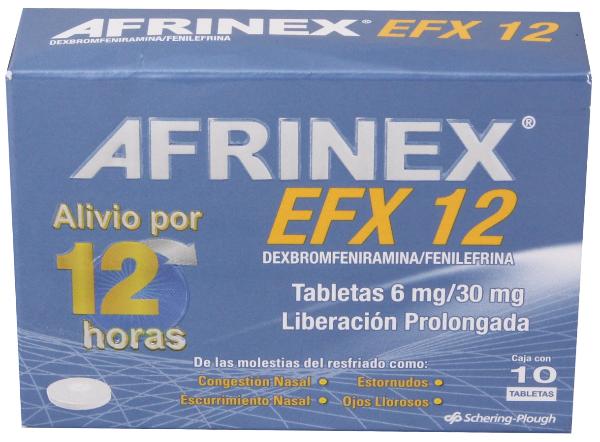 AFRINEX® EFX 12
DEXBROMFENIRAMINA/FENILEFRINA
AFRINEX®
EFX 12
DEXBROMFENIRAMINA/FENILEFRINA
Alivio por
12
horas
Tabletas 6 mg/30 mg
Liberación Prolongada
De las molestias del resfriado como:
Congestión Nasal • Estornudos •
Escurrimiento Nasal • Ojos Llorosos •
Caja con
10
TABLETAS
Schering-Plough